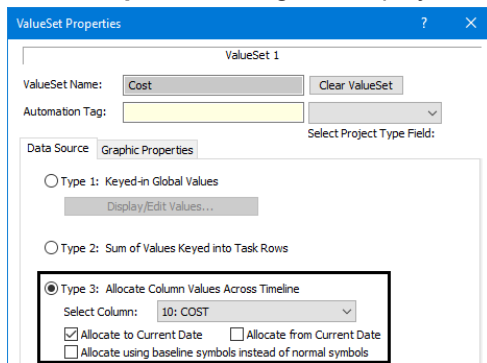 ValueSet Properties ? ×
ValueSet 1
ValueSet Name: Cost Clear ValueSet
Automation Tag:
Select Project Type Field:
Data Source Graphic Properties
Type 1: Keyed-in Global Values
Display/Edit Values...
Type 2: Sum of Values Keyed into Task Rows
Type 3: Allocate Column Values Across Timeline
Select Column: 10: COST
Allocate to Current Date Allocate from Current Date
Allocate using baseline symbols instead of normal symbols